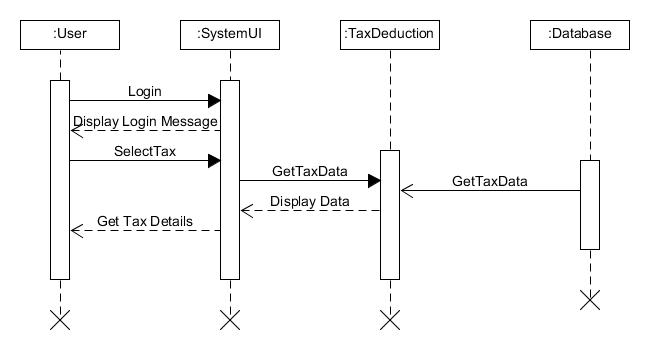 :User
:SystemUI
:TaxDeduction
:Database
Login
Display Login Message
SelectTax
GetTaxData
GetTaxData
Display Data
Get Tax Details